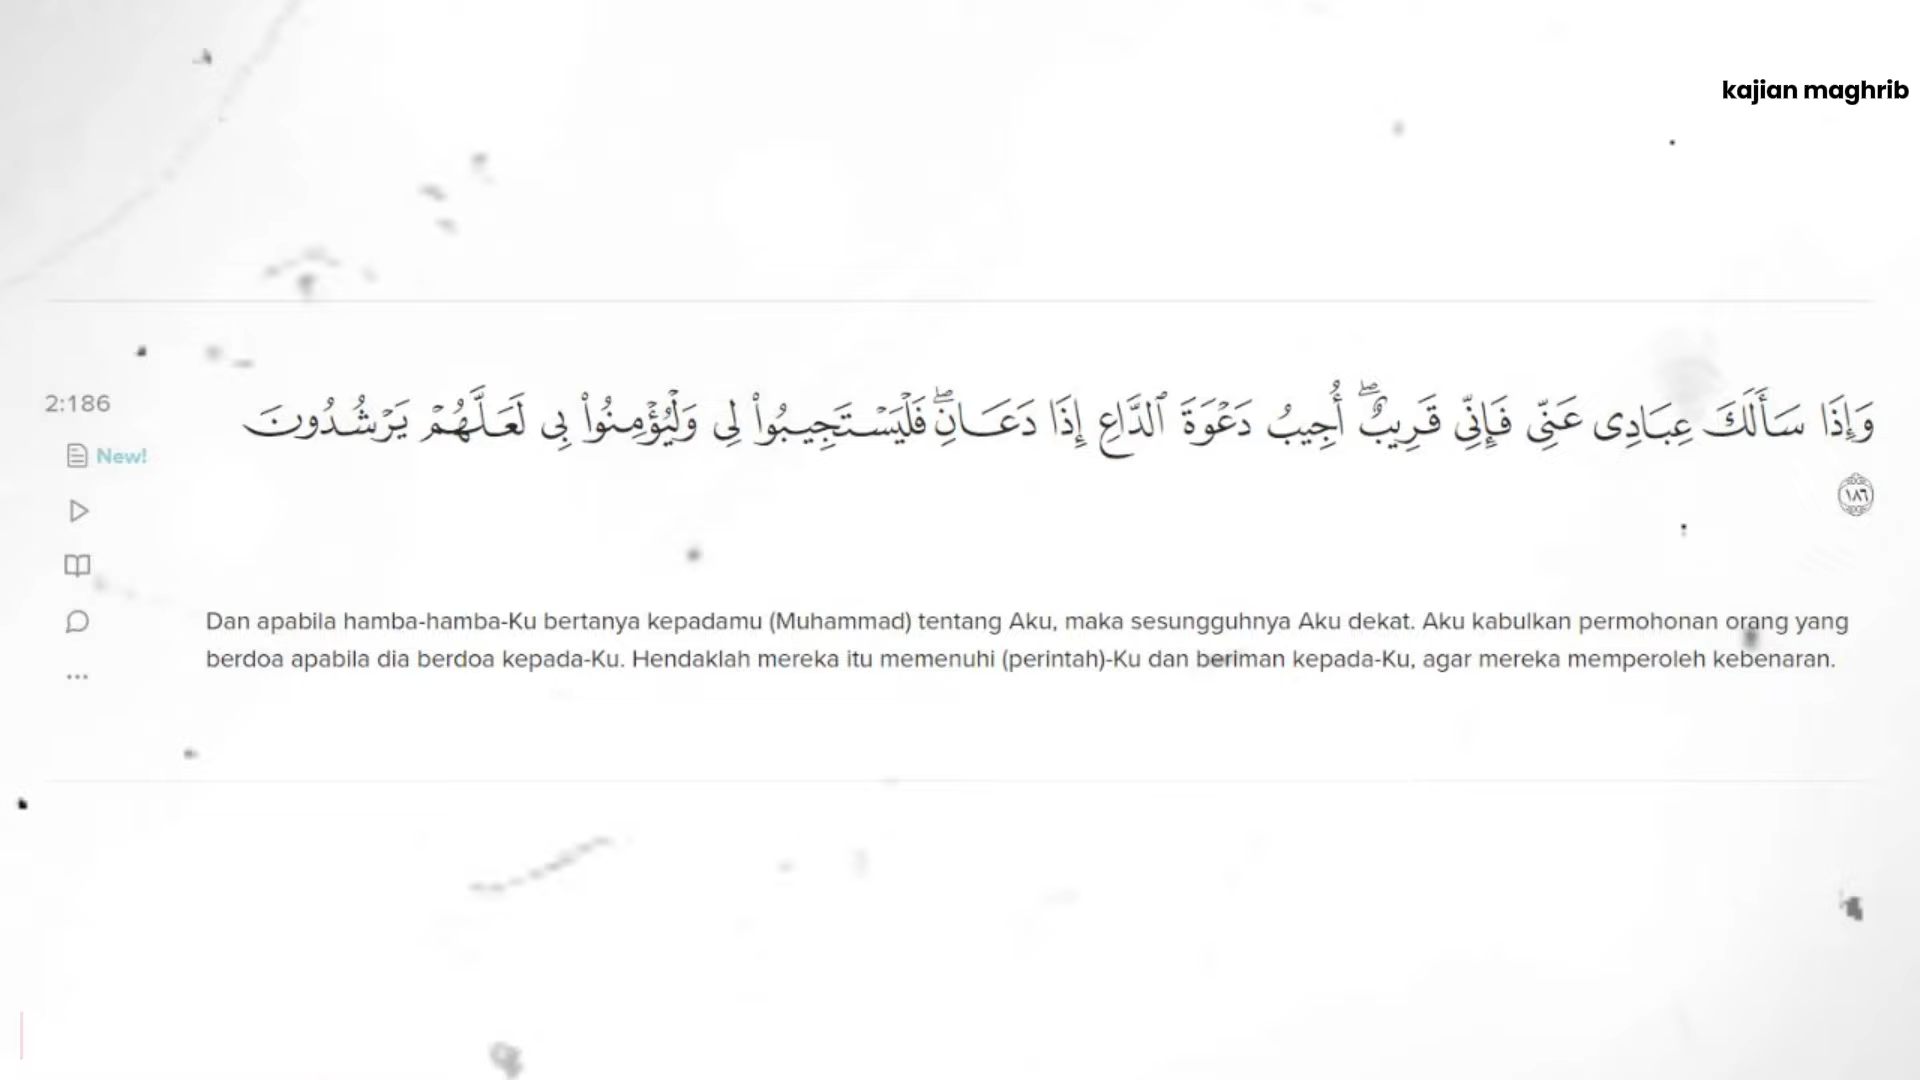 kajian maghrib
2:186
New!
وَإِذَا سَأَلَكَ عِبَادِى عَنِّى فَإِنِّى قَرِيبٌ ۖ أُجِيبُ دَعْوَةَ ٱلدَّاعِ إِذَا دَعَانِ ۖ فَلْيَسْتَجِيبُوا۟ لِى وَلْيُؤْمِنُوا۟ بِى لَعَلَّهُمْ يَرْشُدُونَ
١٨٦
Dan apabila hamba-hamba-Ku bertanya kepadamu (Muhammad) tentang Aku, maka sesungguhnya Aku dekat. Aku kabulkan permohonan orang yang
berdoa apabila dia berdoa kepada-Ku. Hendaklah mereka itu memenuhi (perintah)-Ku dan beriman kepada-Ku, agar mereka memperoleh kebenaran.